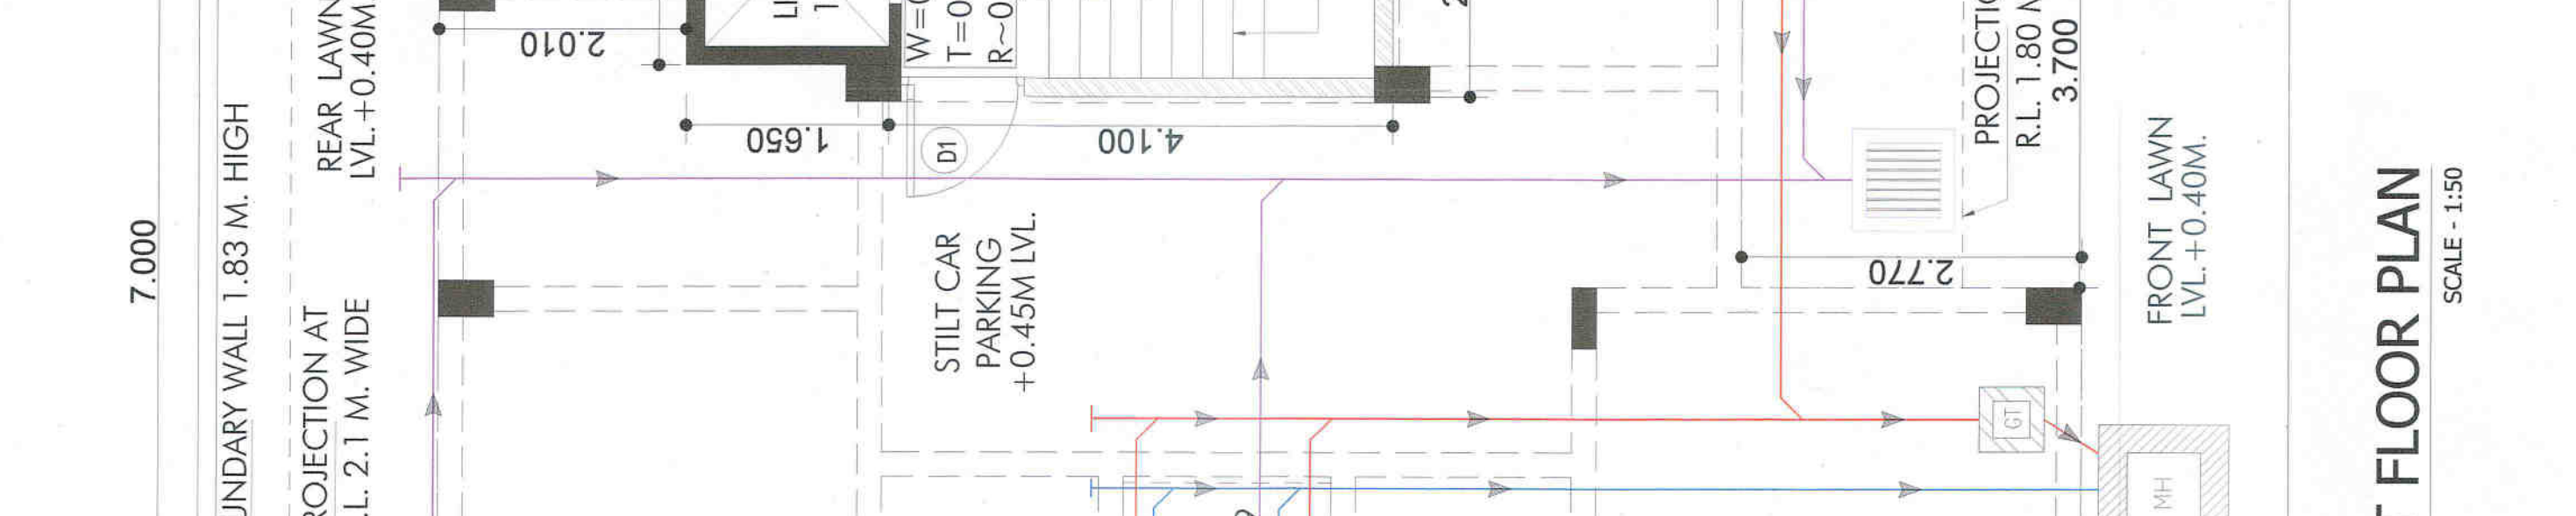 7.000
UNDARY WALL 1.83 M. HIGH
REAR LAWN
LVL.+0.40M
ROJECTION AT
.L. 2.1 M. WIDE
2.010
1.650
4.100
W=
T=0
R~0
D1
STILT CAR
PARKING
+0.45M LVL.
R.L. 1.80
3.700
2.770
GT
MH
FRONT LAWN
LVL.+0.40M.
FLOOR PLAN
SCALE - 1:50